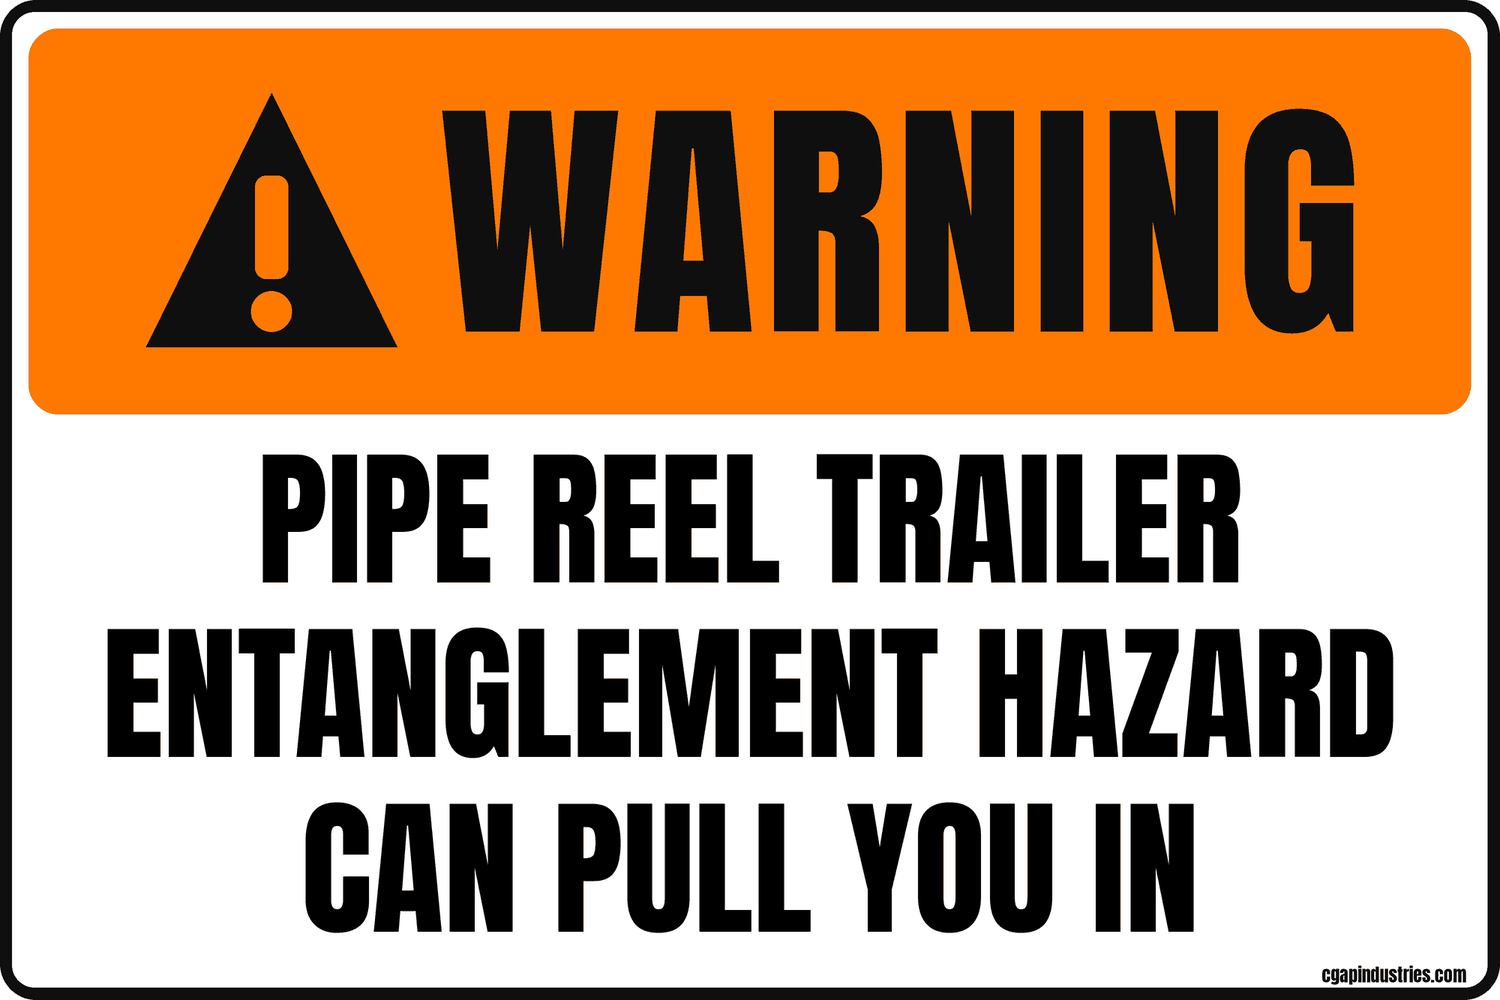 WARNING
PIPE REEL TRAILER
ENTANGLEMENT HAZARD
CAN PULL YOU IN
cgapindustries.com